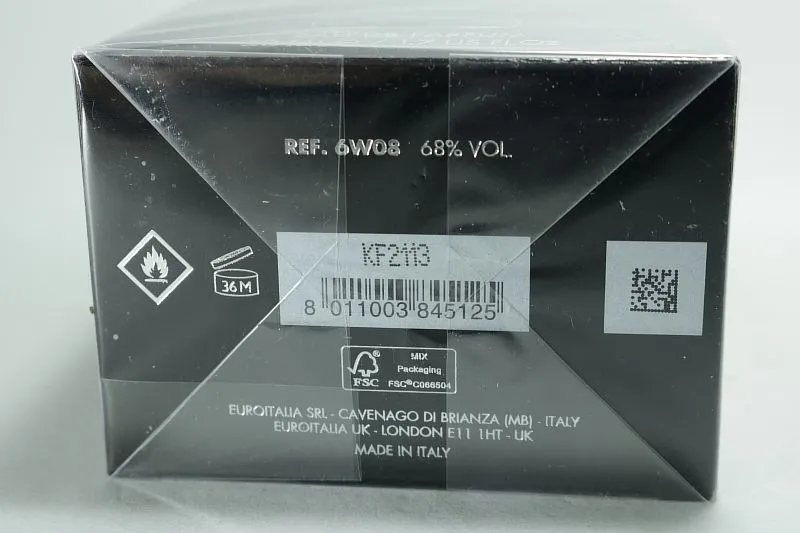 REF. 6W08 68% VOL.
36M
KF2113
8 011003 845125
FSC
MIX
Packaging
FSC®C066504
EUROITALIA SRL - CAVENAGO DI BRIANZA (MB) - ITALY
EUROITALIA UK - LONDON E11 1HT - UK
MADE IN ITALY